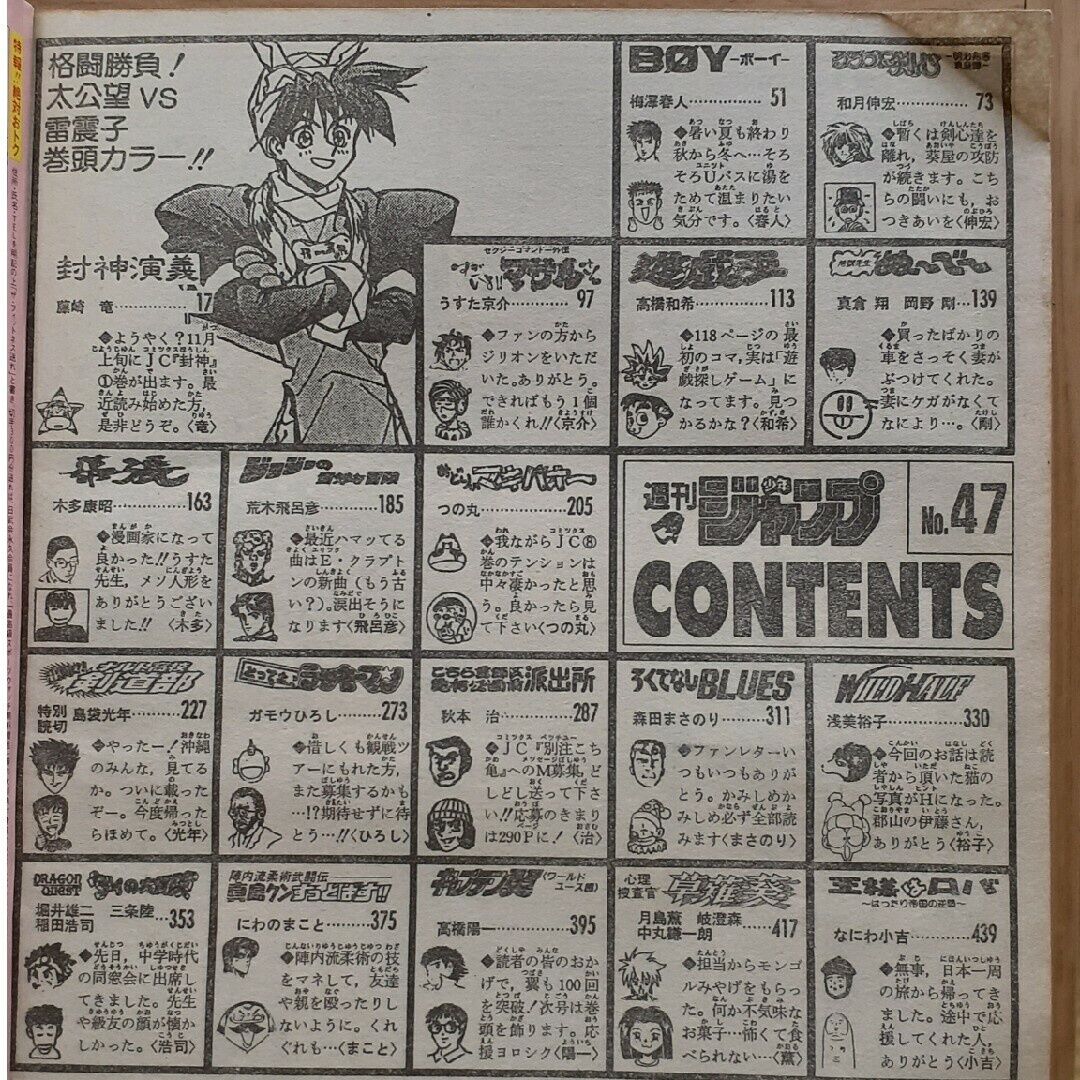 格闘勝負!
太公望 VS
雷震子
巻頭カラー!!
封神演義
藤崎 竜 17
◆ようやく?11月
上旬にJC『封神』
①巻が出ます。最
近読み始めた方,
是非どうぞ。〈竜〉
BØY―ボーイ―
梅澤春人 51
◆暑い夏も終わり
秋から冬へ…そろ
そろUバスに湯を
ためて温まりたい
気分です。〈春人〉
るろうに剣心
―明治剣客
浪漫譚―
和月伸宏 73
◆暫くは剣心達を
離れ,葵屋の攻防
が続きます。こち
らの闘いにも,お
つきあいを〈伸宏〉
セクシーコマンドー外伝
すごいよ!!マサルさん
うすた京介 97
◆ファンの方から
ジリオンをいただ
いた。ありがとう。
できればもう1個
誰かくれ!!〈京介〉
遊☆戯☆王
高橋和希 113
◆118ページの最
初のコマ,実は「遊
戯探しゲーム」に
なってます。見つ
かるかな?〈和希〉
地獄先生ぬ〜べ〜
真倉 翔 岡野 剛 139
◆買ったばかりの
車をさっそく妻が
ぶつけてくれた。
妻にケガがなくて
なにより…。〈剛〉
幕張
木多康昭 163
◆漫画家になって
良かった!!うすた
先生,メソ人形を
ありがとうござい
ました!!〈木多〉
ジョジョの奇妙な冒険
荒木飛呂彦 185
◆最近ハマッてる
曲はE・クラプト
ンの新曲(もう古
い?)。涙出そうに
なります〈飛呂彦〉
みどりのマキバオー
つの丸 205
◆我ながらJC⑧
巻のテンションは
中々凄かったと思
う。良かったら見
て下さい〈つの丸〉
週刊少年ジャンプ
No.47
CONTENTS
剣道部
特別読切 島袋光年 227
◆やったー!沖縄
のみんな,見てる
か。ついに載った
ぞー。今度帰った
らほめて。〈光年〉
とってもラッキーマン
ガモウひろし 273
◆惜しくも観戦ツ
アーにもれた方,
また募集するかも
…!?期待せずに待
とう…!!〈ひろし〉
こちら葛飾区亀有公園前派出所
秋本 治 287
◆JC『別注こち
亀』へのM募集,ど
しどし送って下さ
い!!応募のきまり
は290Pに!〈治〉
ろくでなしBLUES
森田まさのり 311
◆ファンレターい
つもいつもありが
とう。かみしめか
みしめ必ず全部読
みます〈まさのり〉
WILD HALF
浅美裕子 330
◆今回のお話は読
者から頂いた猫の
写真がHになった。
郡山の伊藤さん,
ありがとう〈裕子〉
DRAGON QUEST ダイの大冒険
堀井雄二 三条陸
稲田浩司 353
◆先日,中学時代
の同窓会に出席し
てきました。先生
や級友の顔が懐か
しかった。〈浩司〉
陣内流柔術武闘伝
真島クンすっとばす!!
にわのまこと 375
◆陣内流柔術の技
をマネして,友達
や親を殴ったりし
ないように。くれ
ぐれも…〈まこと〉
キャプテン翼(ワールドユース編)
高橋陽一 395
◆読者の皆のおか
げで,翼も100回
を突破!次号は巻
頭を飾ります。応
援ヨロシク〈陽一〉
心理捜査官 草薙葵
月島薫 岐澄森
中丸謙一朗 417
◆担当からモンゴ
ルみやげをもらっ
た。何か不気味な
お菓子…怖くて食
べられない…〈薫〉
王様はロバ
〜はったり帝国の逆襲〜
なにわ小吉 439
◆無事,日本一周
の旅から帰ってき
ました。途中で応
援してくれた人,
ありがとう〈小吉〉
特報!!絶対おトク